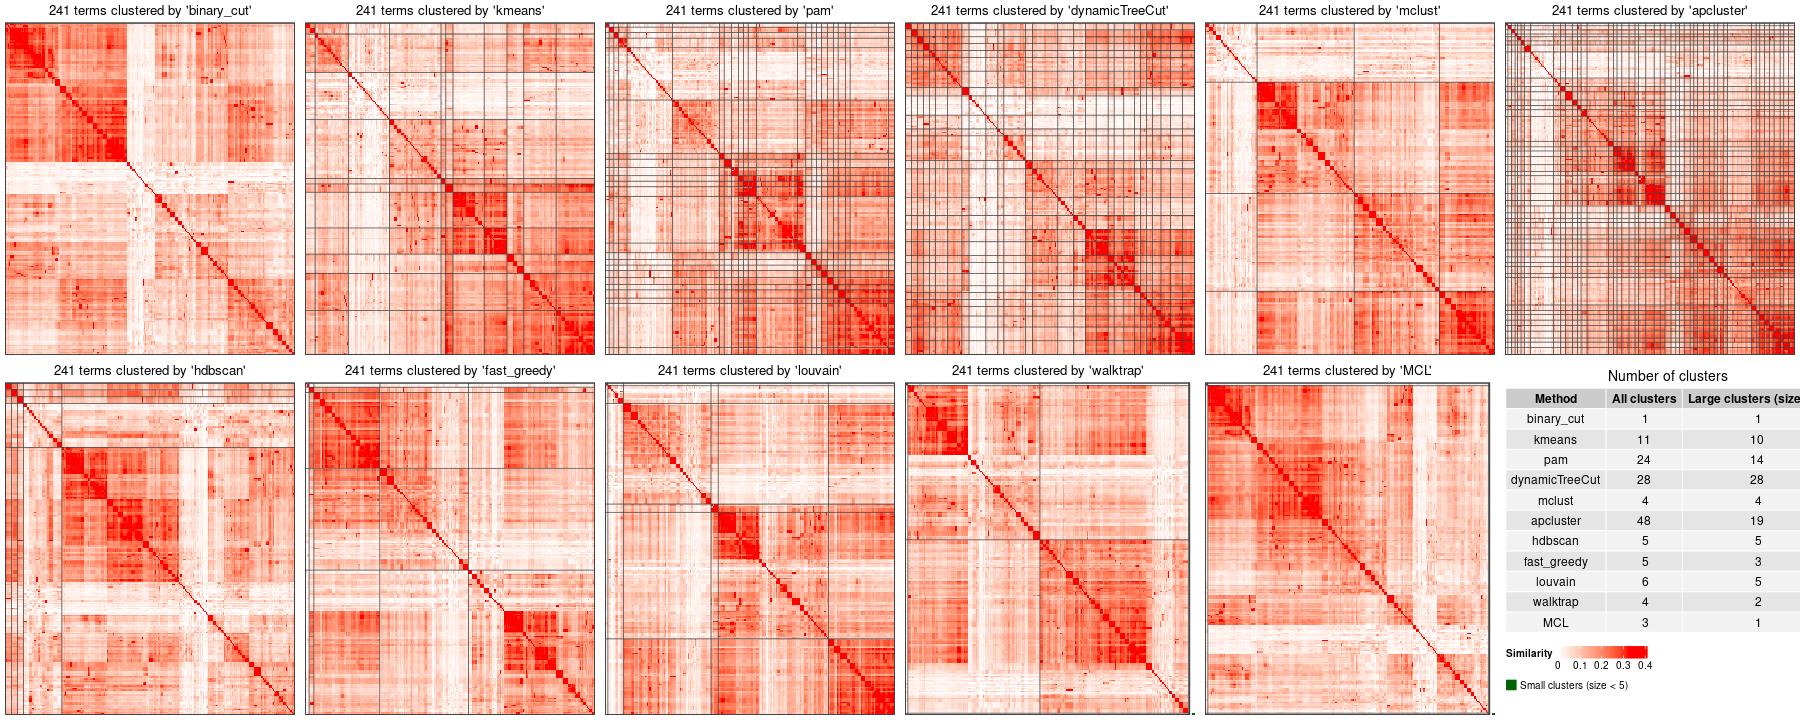 241 terms clustered by 'binary_cut'
241 terms clustered by 'kmeans'
241 terms clustered by 'pam'
241 terms clustered by 'dynamicTreeCut'
241 terms clustered by 'mclust'
241 terms clustered by 'apcluster'
241 terms clustered by 'hdbscan'
241 terms clustered by 'fast_greedy'
241 terms clustered by 'louvain'
241 terms clustered by 'walktrap'
241 terms clustered by 'MCL'
Number of clusters
Method All clusters Large clusters (size
binary_cut 1 1
kmeans 11 10
pam 24 14
dynamicTreeCut 28 28
mclust 4 4
apcluster 48 19
hdbscan 5 5
fast_greedy 5 3
louvain 6 5
walktrap 4 2
MCL 3 1
Similarity
0 0.1 0.2 0.3 0.4
Small clusters (size < 5)